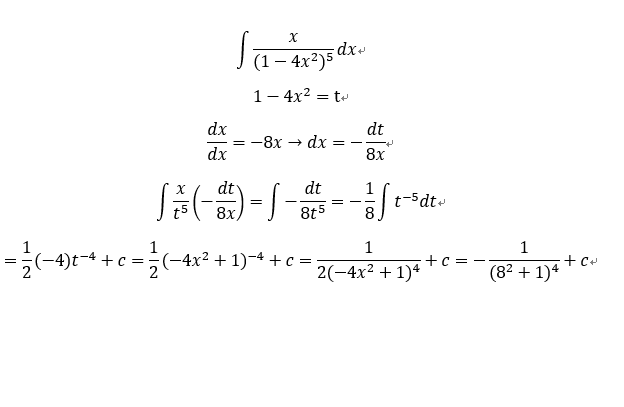 ∫ x/(1 − 4x²)⁵ dx↵
1 − 4x² = t↵
dx/dx = −8x → dx = − dt/8x↵
∫ x/t⁵ (− dt/8x) = ∫ − dt/8t⁵ = − 1/8 ∫ t⁻⁵dt↵
= 1/2 (−4)t⁻⁴ + c = 1/2 (−4x² + 1)⁻⁴ + c = 1/2(−4x² + 1)⁴ + c = − 1/(8² + 1)⁴ + c↵